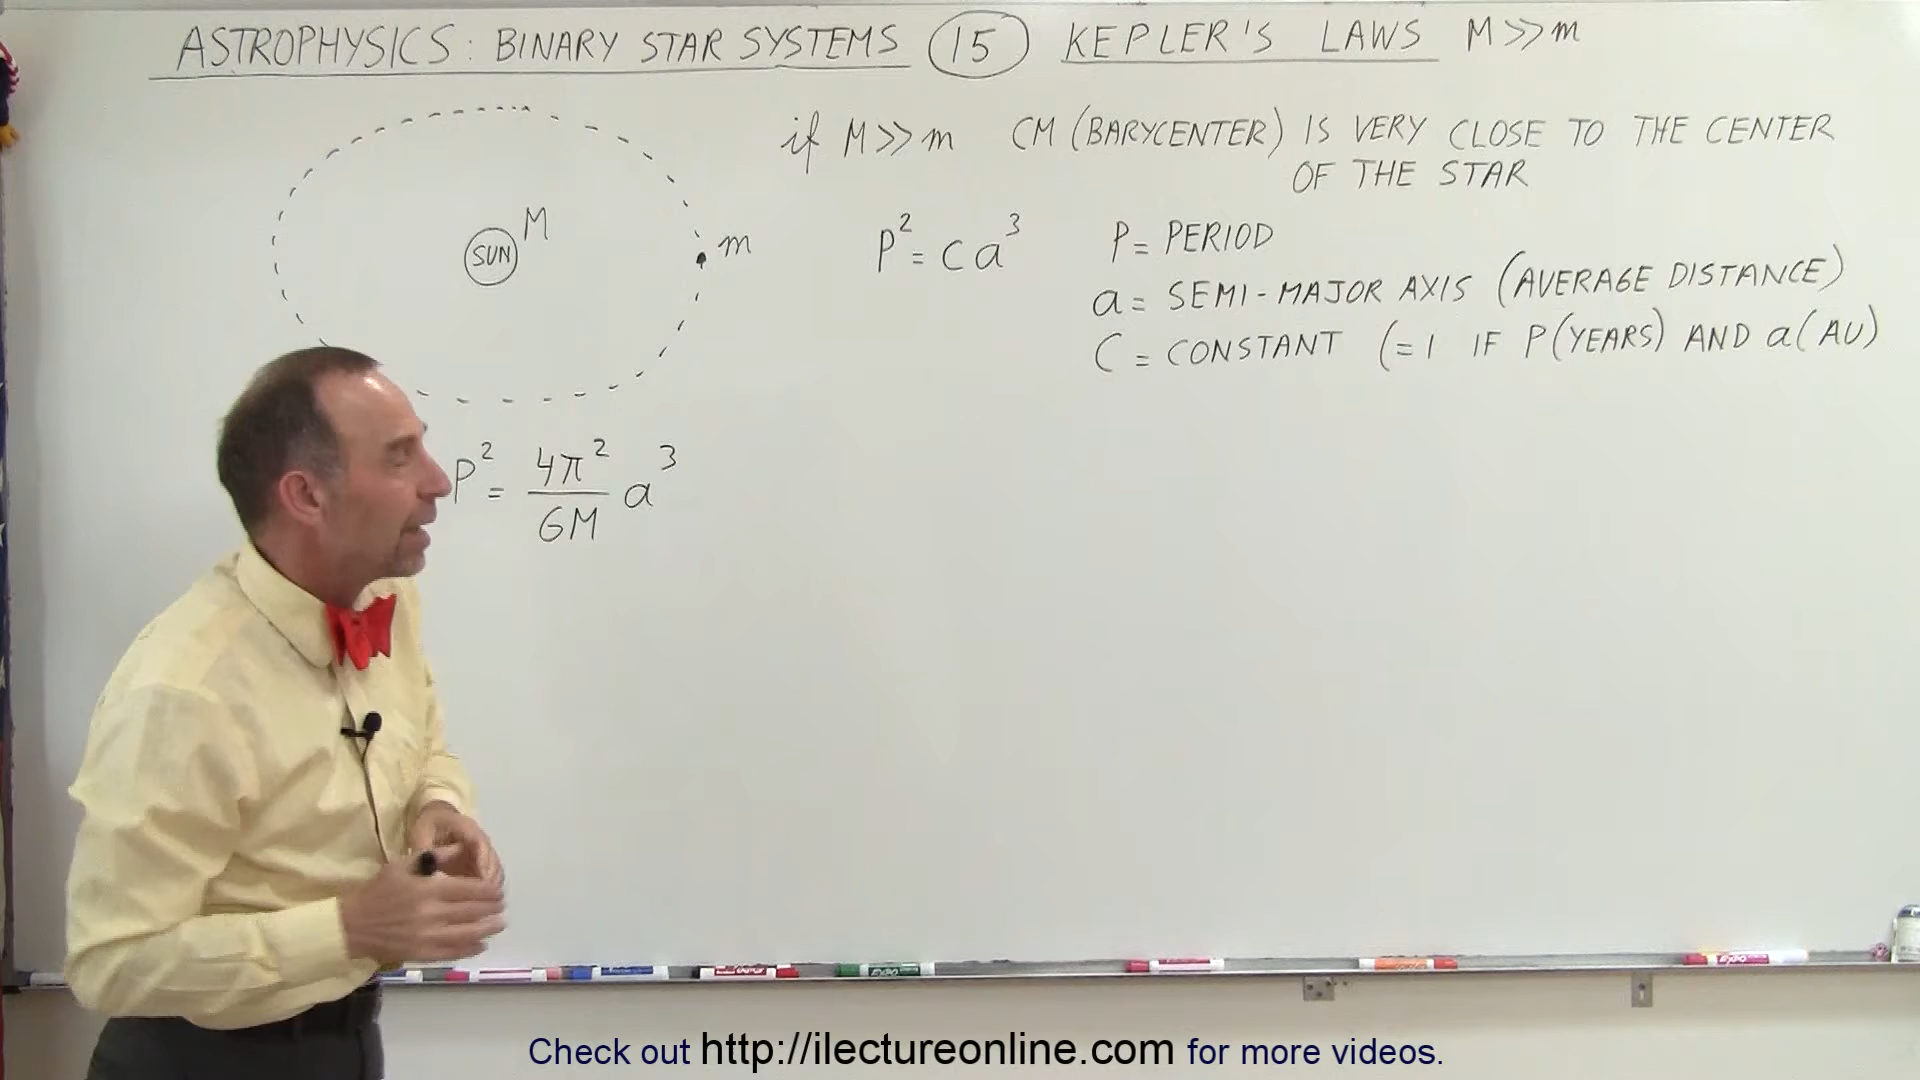 ASTROPHYSICS: BINARY STAR SYSTEMS 15 KEPLER'S LAWS M>>m
if M>>m CM (BARYCENTER) IS VERY CLOSE TO THE CENTER
OF THE STAR
SUN M
m
P² = C a³
P = PERIOD
a = SEMI-MAJOR AXIS (AVERAGE DISTANCE)
C = CONSTANT (=1 IF P(YEARS) AND a(AU)
P² = 4π²/GM a³
EXPO
EXPO
Check out http://ilectureonline.com for more videos.